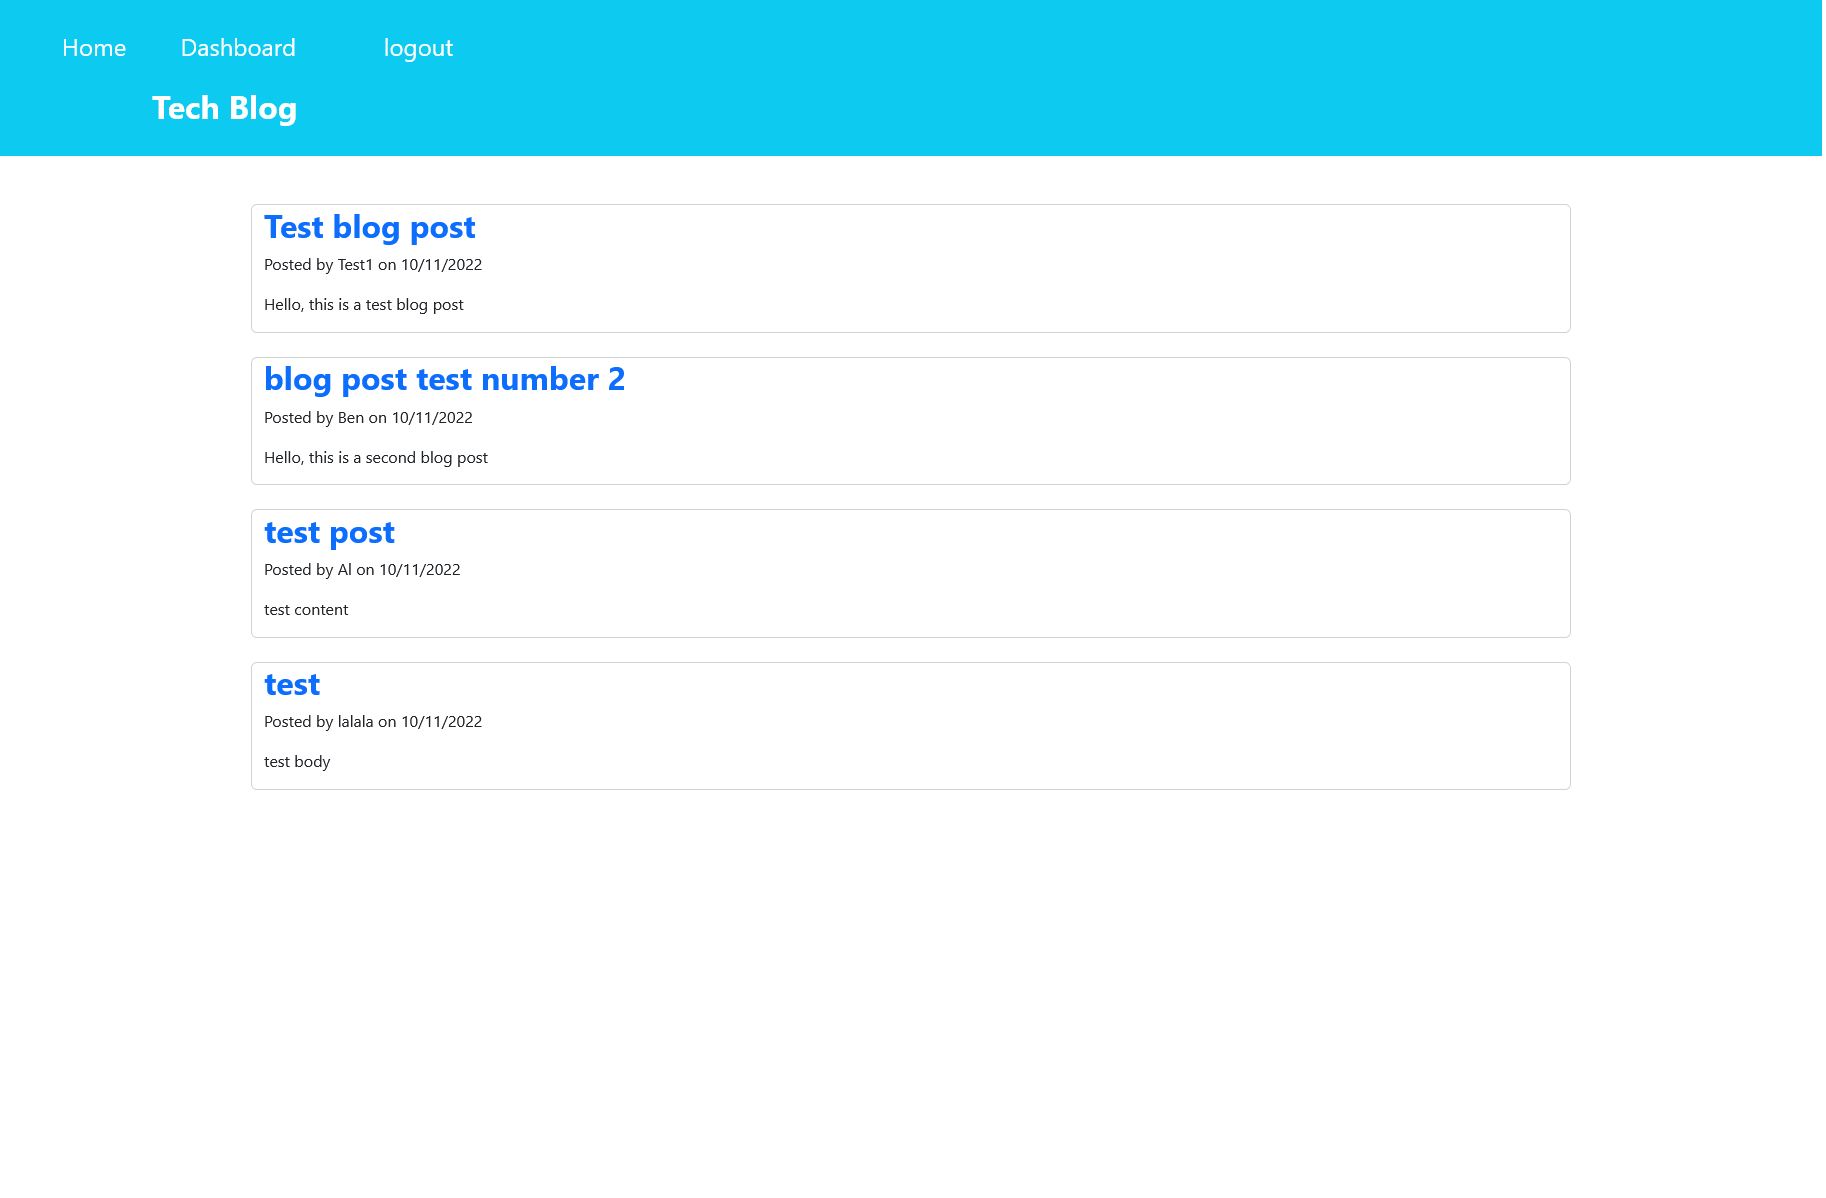 Home Dashboard logout
Tech Blog
Test blog post
Posted by Test1 on 10/11/2022
Hello, this is a test blog post
blog post test number 2
Posted by Ben on 10/11/2022
Hello, this is a second blog post
test post
Posted by Al on 10/11/2022
test content
test
Posted by lalala on 10/11/2022
test body